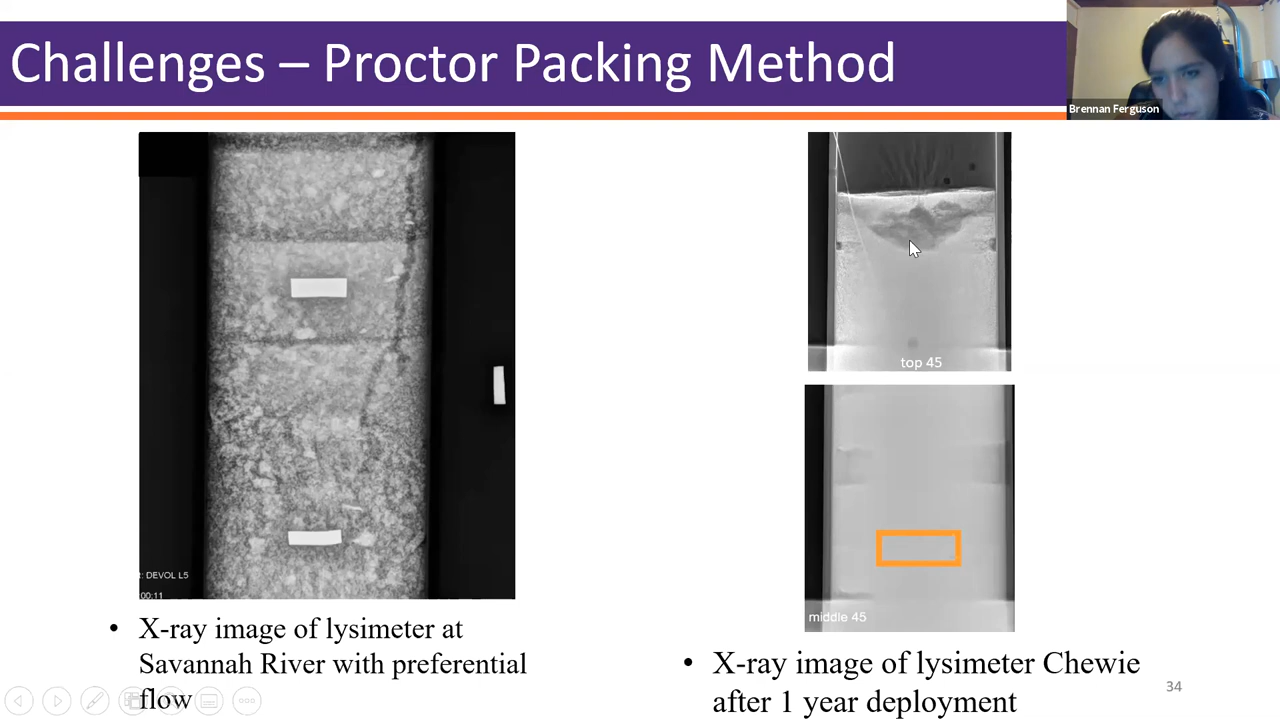 Challenges – Proctor Packing Method
Brennan Ferguson
: DEVOL L5
00:11
top 45
middle 45
• X-ray image of lysimeter at
Savannah River with preferential
flow
• X-ray image of lysimeter Chewie
after 1 year deployment
34